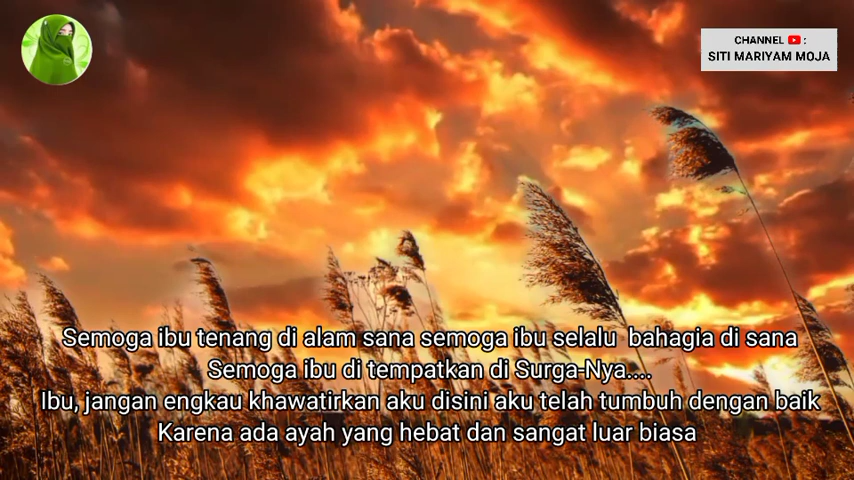 CHANNEL :
SITI MARIYAM MOJA
Semoga ibu tenang di alam sana semoga ibu selalu  bahagia di sana
Semoga ibu di tempatkan di Surga-Nya....
Ibu, jangan engkau khawatirkan aku disini aku telah tumbuh dengan baik
Karena ada ayah yang hebat dan sangat luar biasa